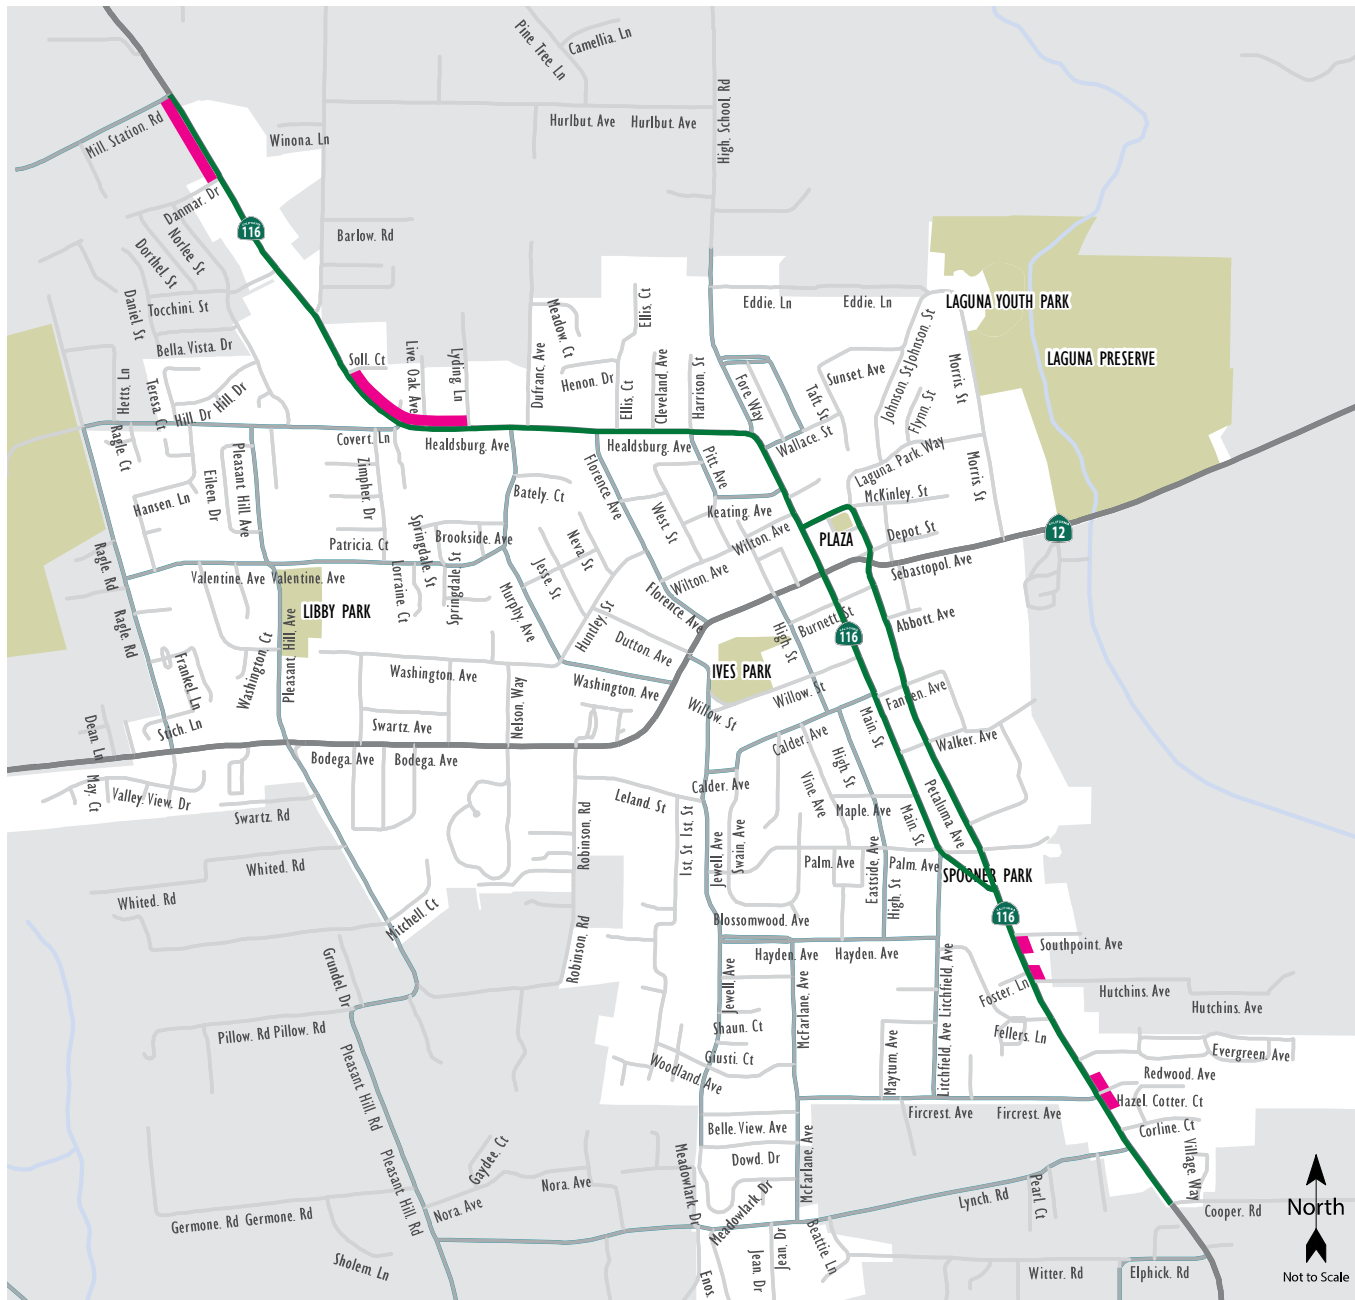 Pine. Tree. Ln
Camellia. Ln
High. School. Rd
Mill. Station. Rd
Winona. Ln
Hurlbut. Ave
Hurlbut. Ave
Danmar. Dr
116
Barlow. Rd
Norlee. St
Dorthel. St
Daniel. St
Tocchini. St
Bella. Vista. Dr
Eddie. Ln
Eddie. Ln
LAGUNA YOUTH PARK
LAGUNA PRESERVE
Ellis. Ct
Meadow. Ct
Dufranc. Ave
Henon. Dr
Ellis. Ct
Cleveland. Ave
Harrison. St
Soll. Ct
Live. Oak. Ave
Lyding. Ln
Fore. Way
Taft. St
Sunset. Ave
Johnson. St
Johnson. St
Flynn. St
Morris. St
Morris. St
Hetts. Ln
Teresa. Ct
Hill. Dr
Hill. Dr
Ragle. Ct
Pleasant. Hill. Ave
Covert. Ln
Healdsburg. Ave
Healdsburg. Ave
Wallace. St
Laguna. Park. Way
McKinley. St
Pitt. Ave
Florence. Ave
Zimpher. Dr
Eileen. Dr
Hansen. Ln
Bately. Ct
West. St
Keating. Ave
Wilton. Ave
Wilton. Ave
PLAZA
Depot. St
12
Sebastopol. Ave
Springdale. St
Brookside. Ave
Patricia. Ct
Neva. St
Jesse. St
Ragle. Rd
Ragle. Rd
Valentine. Ave
Valentine. Ave
Lorraine. Ct
Springdale. St
Murphy. Ave
Florence. Ave
LIBBY PARK
Huntley. St
Dutton. Ave
High. St
Burnett. St
116
Abbott. Ave
Pleasant. Hill. Ave
Washington. Ct
Frankel. Ln
Stich. Ln
Washington. Ave
Washington. Ave
IVES PARK
Willow. St
Willow. St
Fannen. Ave
Main. St
Nelson. Way
Swartz. Ave
Dean. Ln
May. Ct
Bodega. Ave
Bodega. Ave
Calder. Ave
Calder. Ave
High. St
Walker. Ave
Valley. View. Dr
Swartz. Rd
Leland. St
1st. St
1st. St
Vine. Ave
Maple. Ave
Main. St
Petaluma. Ave
Robinson. Rd
Robinson. Rd
Jewell. Ave
Swain. Ave
Palm. Ave
Palm. Ave
Eastside. Ave
High. St
SPOONER PARK
Whited. Rd
Whited. Rd
Mitchell. Ct
Blossomwood. Ave
116
Southpoint. Ave
Hayden. Ave
Hayden. Ave
Grundel. Dr
Jewell. Ave
McFarlane. Ave
Litchfield. Ave
Litchfield. Ave
Foster. Ln
Hutchins. Ave
Hutchins. Ave
Pillow. Rd
Pillow. Rd
Shaun. Ct
Fellers. Ln
Giusti. Ct
Woodland. Ave
Maytum. Ave
Evergreen. Ave
Redwood. Ave
Pleasant. Hill. Rd
Pleasant. Hill. Rd
Fircrest. Ave
Fircrest. Ave
Hazel. Cotter. Ct
Belle. View. Ave
Corline. Ct
Village. Way
Dowd. Dr
McFarlane. Ave
Gaydee. Ct
Nora. Ave
Nora. Ave
Meadowlark. Dr
Meadowlark. Dr
Lynch. Rd
Pearl. Ct
Cooper. Rd
Germone. Rd
Germone. Rd
Sholem. Ln
Enos.
Jean. Dr
Jean. Dr
Beattie. Ln
Witter. Rd
Elphick. Rd
North
Not to Scale